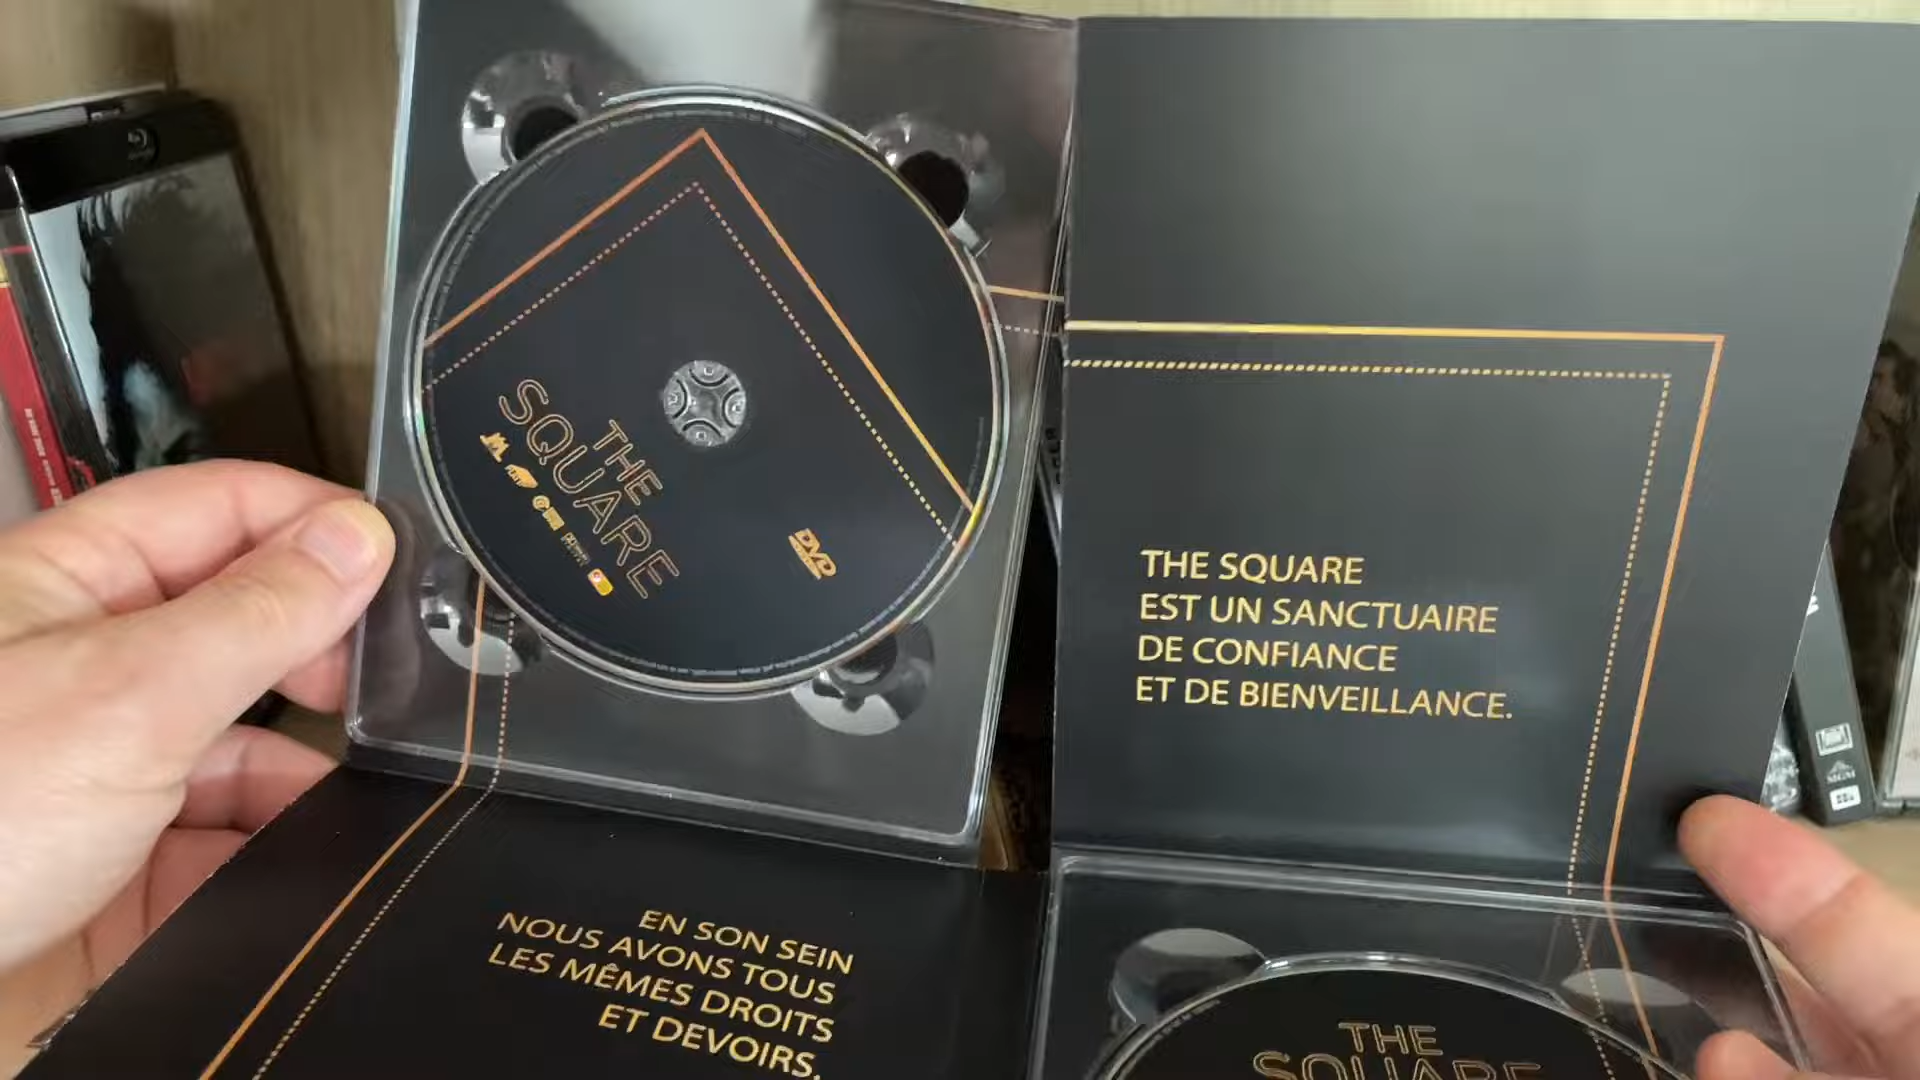 THE
SQUARE
DVD
THE SQUARE
EST UN SANCTUAIRE
DE CONFIANCE
ET DE BIENVEILLANCE.
EN SON SEIN
NOUS AVONS TOUS
LES MÊMES DROITS
ET DEVOIRS.
THE
SQUARE